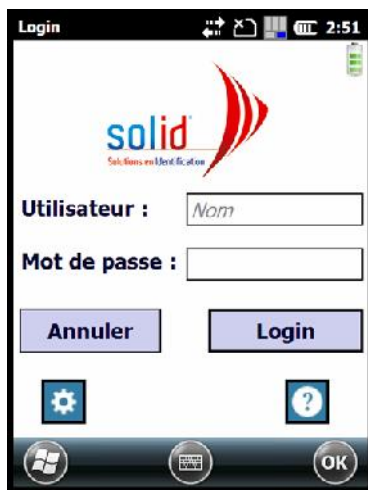 Login 2:51
solid
Solutions en Identification
Utilisateur : Nom
Mot de passe :
Annuler Login
?
OK